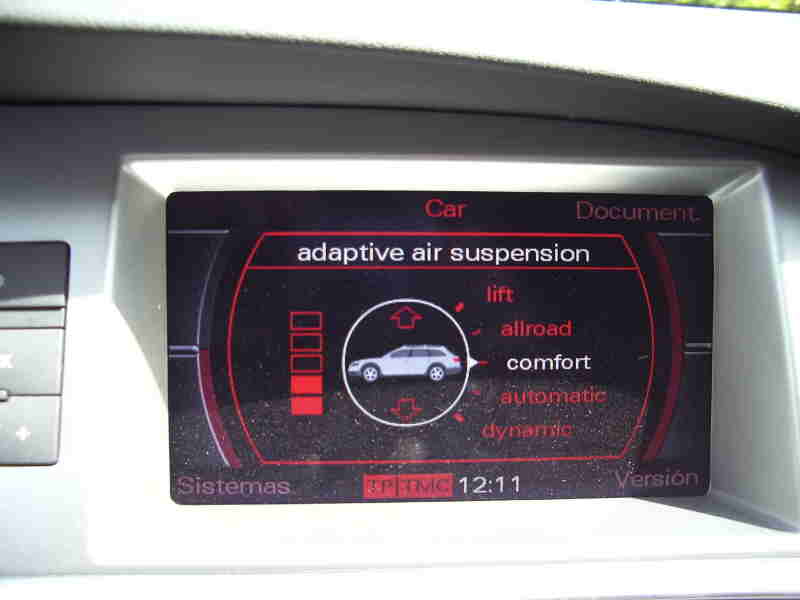 Car
Document.
adaptive air suspension
lift
allroad
comfort
automatic
dynamic
Sistemas
TP TMC 12:11
Versión